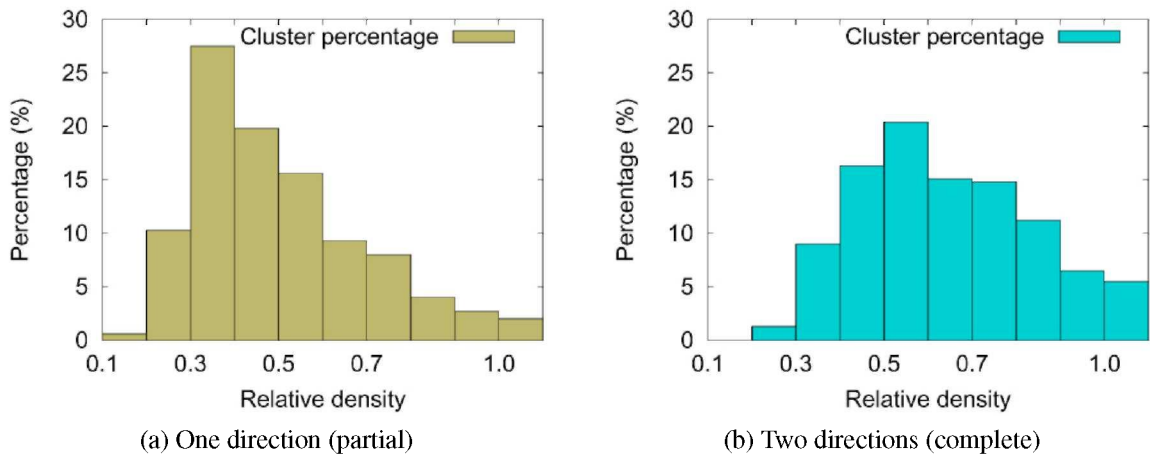 Percentage (%)
30
25
20
15
10
5
0
Cluster percentage
0.1 0.3 0.5 0.7 1.0
Relative density
(a) One direction (partial)
Percentage (%)
30
25
20
15
10
5
0
Cluster percentage
0.1 0.3 0.5 0.7 1.0
Relative density
(b) Two directions (complete)